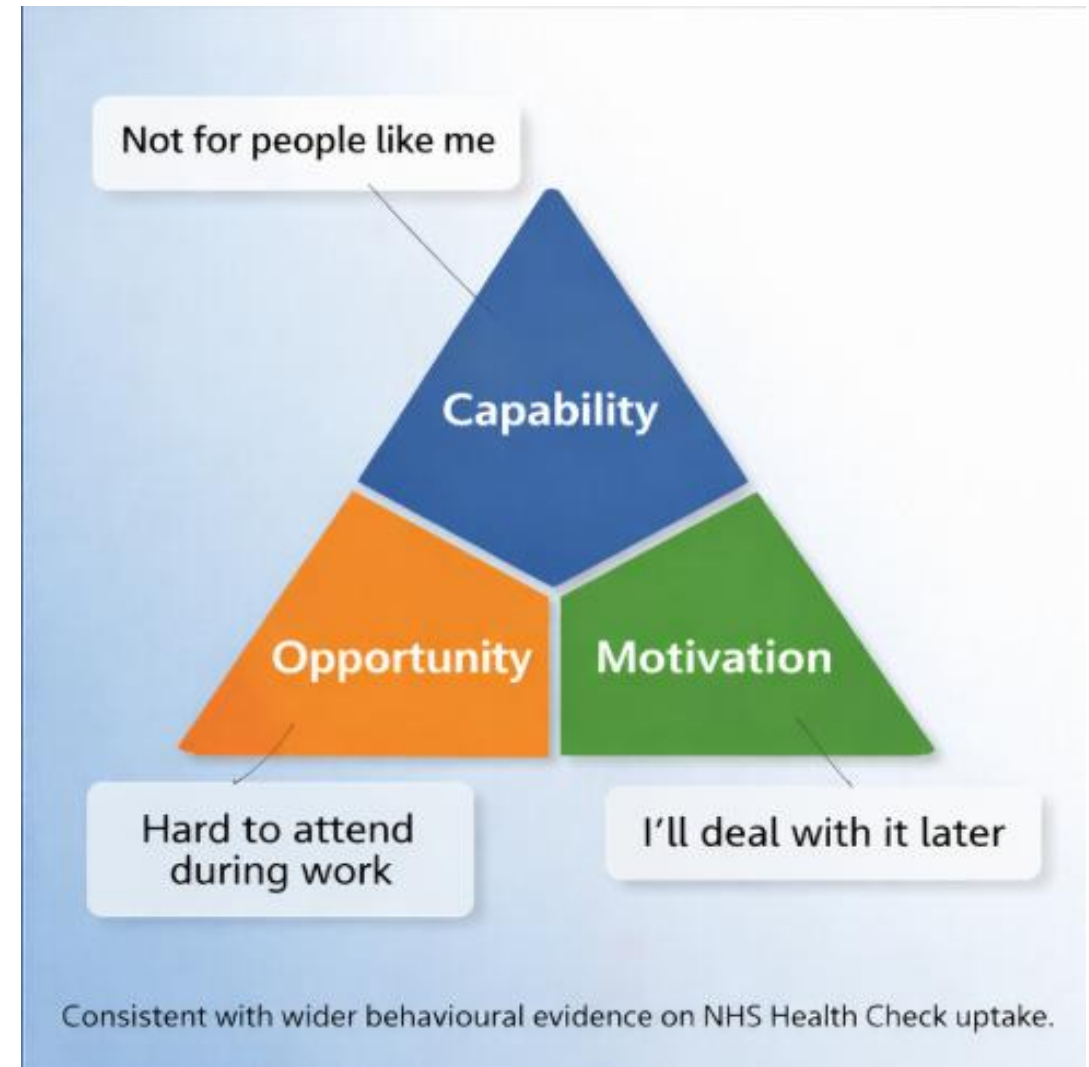 Not for people like me
Capability
Opportunity
Motivation
Hard to attend
during work
I'll deal with it later
Consistent with wider behavioural evidence on NHS Health Check uptake.